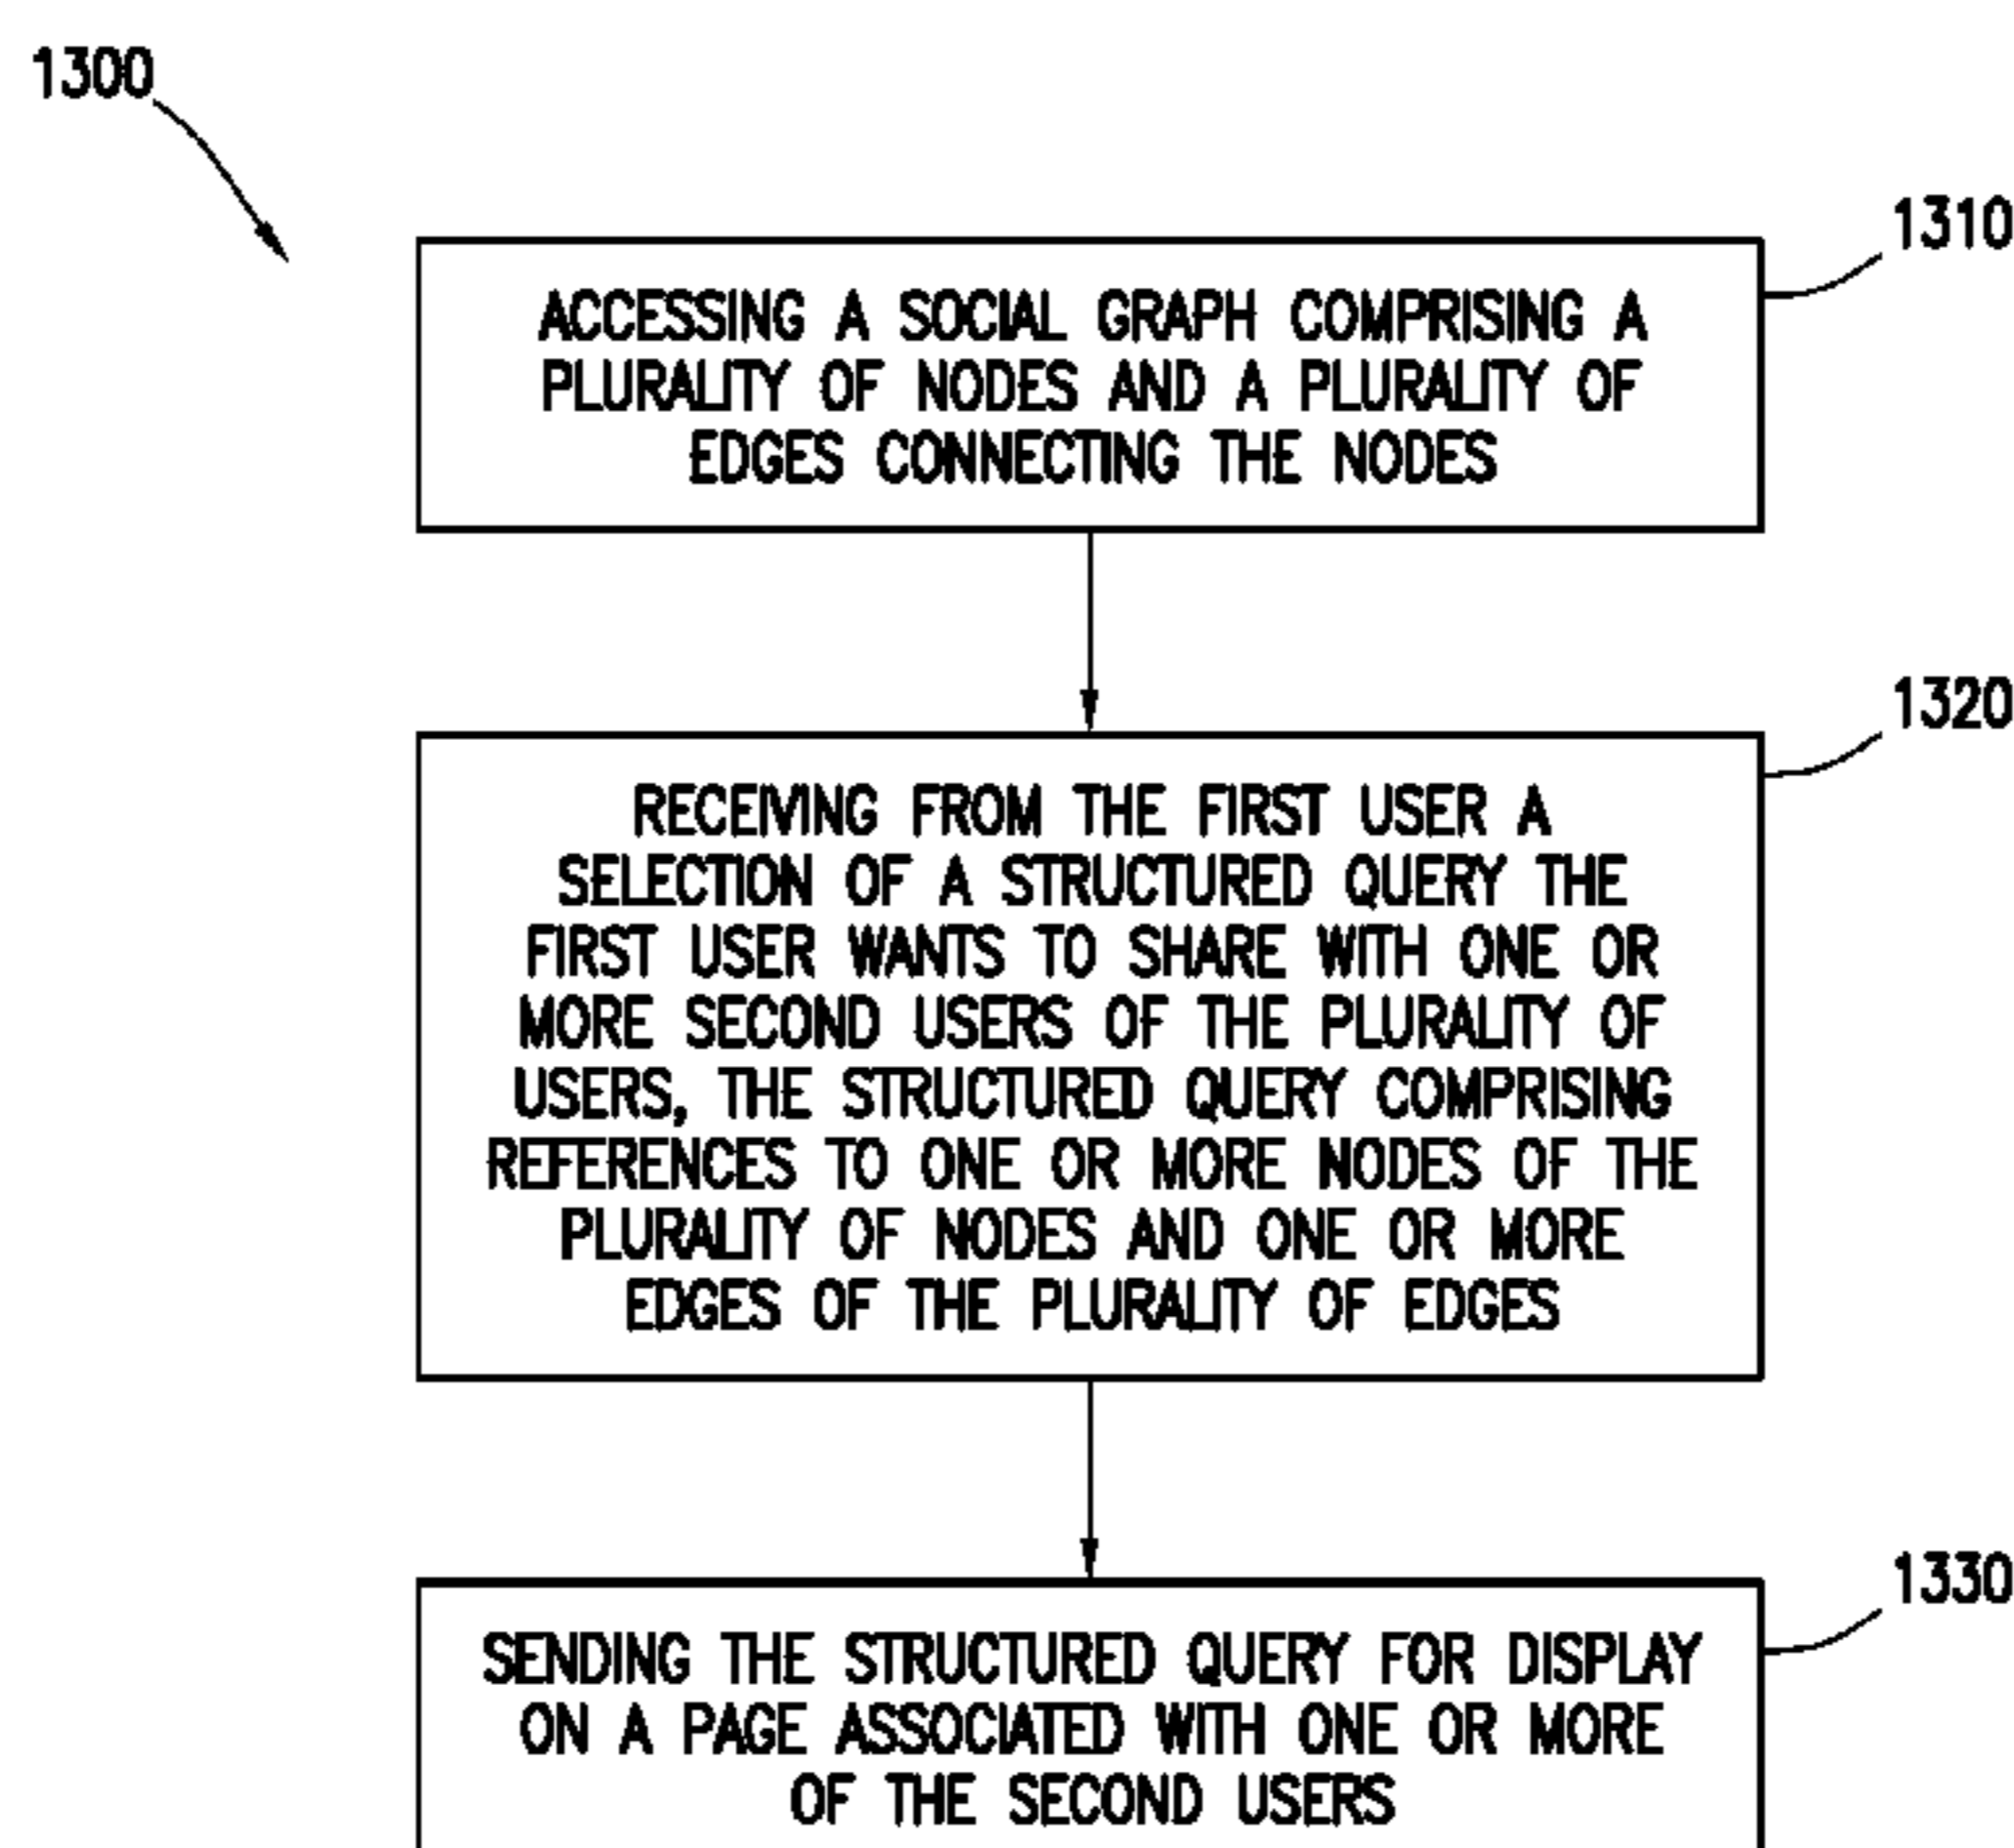 1300
1310
ACCESSING A SOCIAL GRAPH COMPRISING A
PLURALITY OF NODES AND A PLURALITY OF
EDGES CONNECTING THE NODES
1320
RECEIVING FROM THE FIRST USER A
SELECTION OF A STRUCTURED QUERY THE
FIRST USER WANTS TO SHARE WITH ONE OR
MORE SECOND USERS OF THE PLURALITY OF
USERS, THE STRUCTURED QUERY COMPRISING
REFERENCES TO ONE OR MORE NODES OF THE
PLURALITY OF NODES AND ONE OR MORE
EDGES OF THE PLURALITY OF EDGES
1330
SENDING THE STRUCTURED QUERY FOR DISPLAY
ON A PAGE ASSOCIATED WITH ONE OR MORE
OF THE SECOND USERS